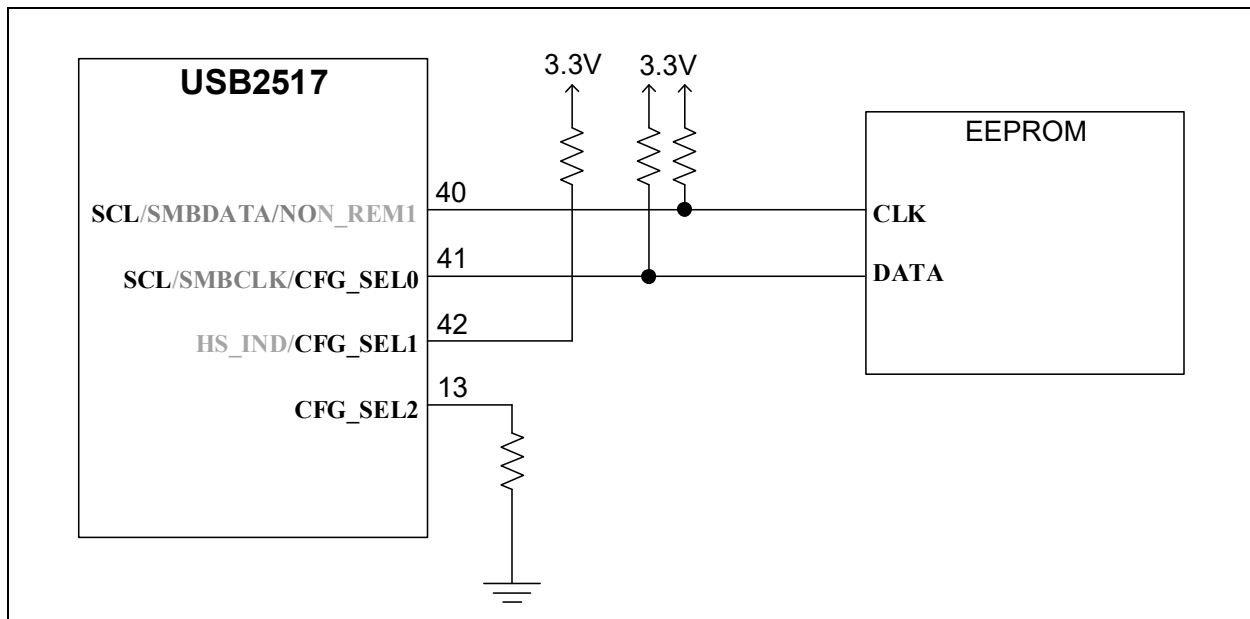 USB2517
3.3V 3.3V
EEPROM
SCL/SMBDATA/NON_REM1 40 CLK
SCL/SMBCLK/CFG_SEL0 41 DATA
HS_IND/CFG_SEL1 42
CFG_SEL2 13